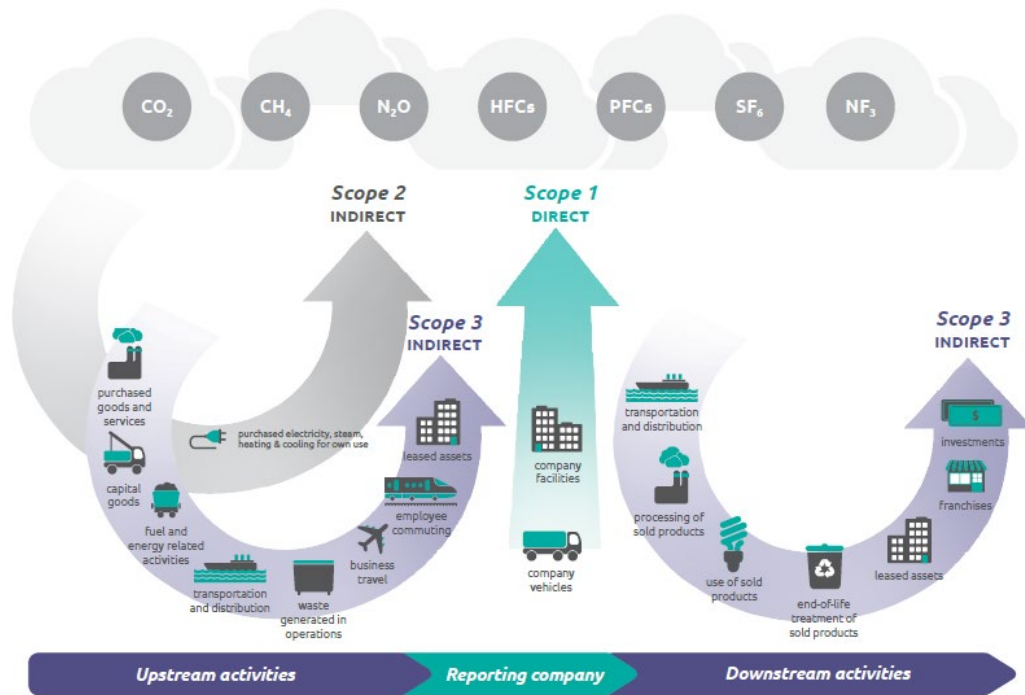 CO₂
CH₄
N₂O
HFCs
PFCs
SF₆
NF₃
Scope 2
INDIRECT
Scope 1
DIRECT
Scope 3
INDIRECT
Scope 3
INDIRECT
purchased
goods and
services
capital
goods
fuel and
energy related
activities
purchased electricity, steam,
heating & cooling for own use
transportation
and distribution
waste
generated in
operations
business
travel
employee
commuting
leased assets
company
facilities
company
vehicles
transportation
and distribution
processing of
sold products
use of sold
products
end-of-life
treatment of
sold products
leased assets
franchises
$
investments
Upstream activities
Reporting company
Downstream activities